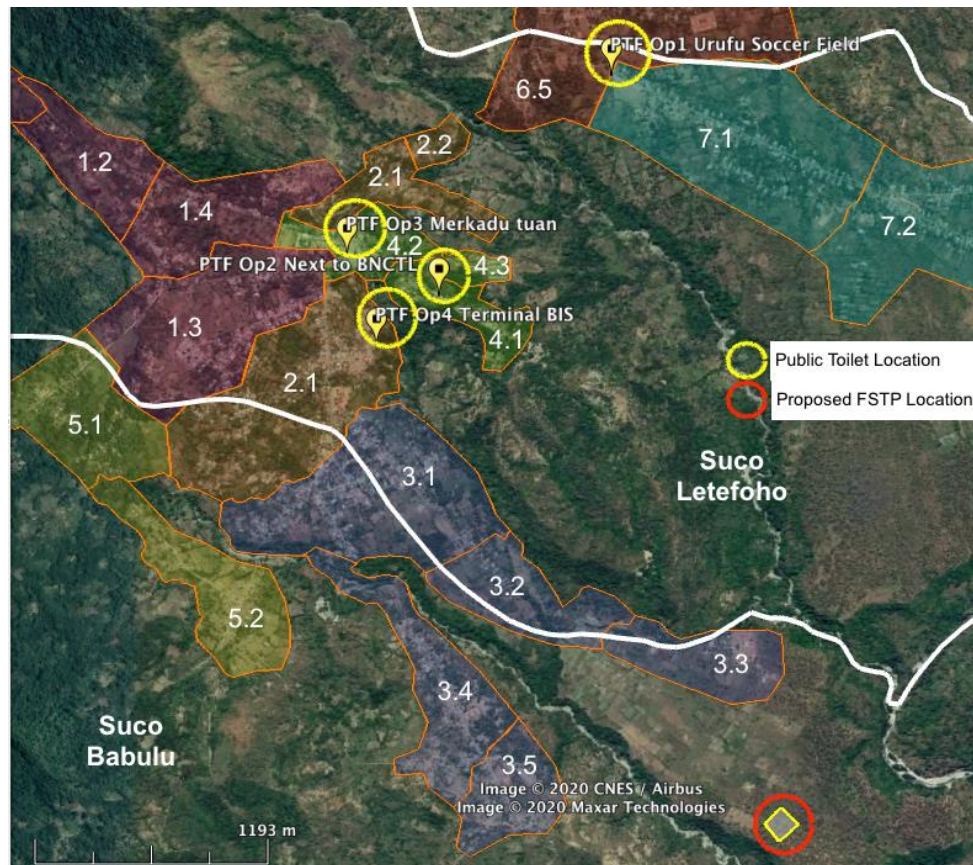 PTF Op1 Urufu Soccer Field
6.5
7.1
2.2
1.2
2.1
1.4
7.2
PTF Op3 Merkadu tuan
4.2
PTF Op2 Next to BNCTL
4.3
PTF Op4 Terminal BIS
1.3
4.1
2.1
Public Toilet Location
Proposed FSTP Location
5.1
3.1
Suco
Letefoho
3.2
5.2
3.3
3.4
Suco
Babulu
3.5
Image © 2020 CNES / Airbus
Image © 2020 Maxar Technologies
1193 m